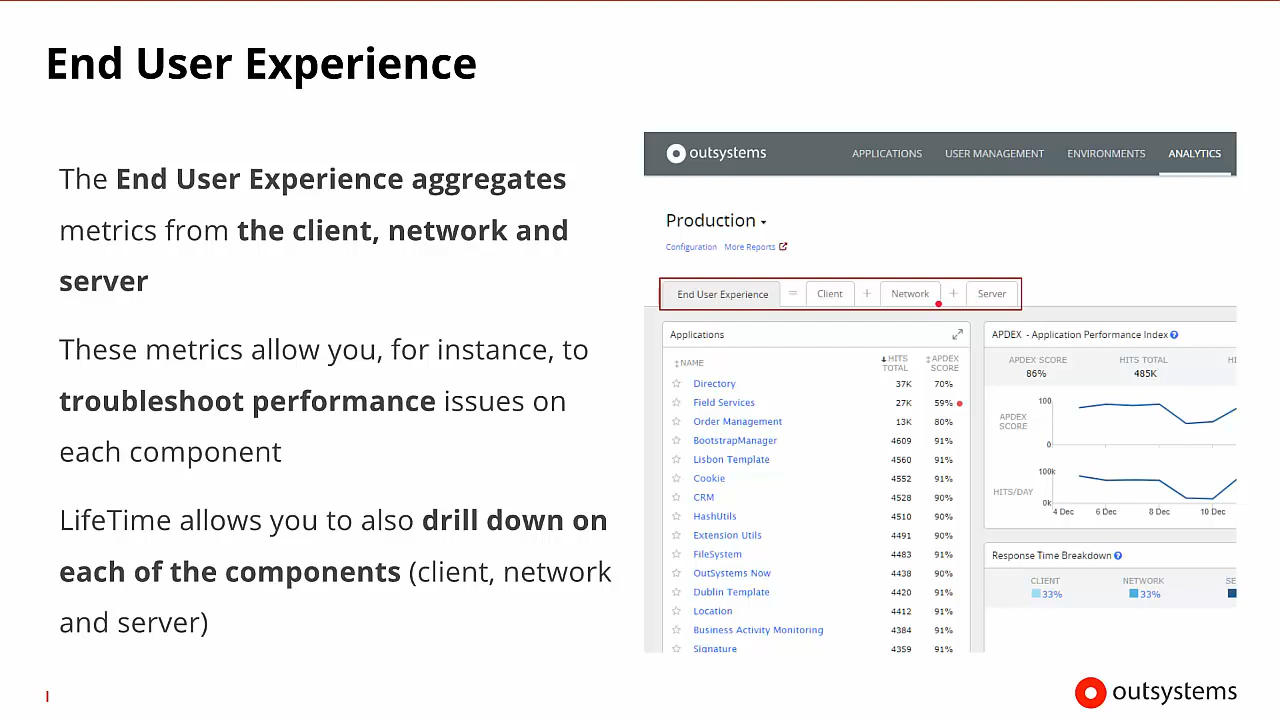 End User Experience
The End User Experience aggregates
metrics from the client, network and
server
These metrics allow you, for instance, to
troubleshoot performance issues on
each component
LifeTime allows you to also drill down on
each of the components (client, network
and server)
outsystems APPLICATIONS USER MANAGEMENT ENVIRONMENTS ANALYTICS
Production
Configuration More Reports
End User Experience = Client + Network + Server
Applications
NAME HITS TOTAL APDEX SCORE
Directory 37K 70%
Field Services 27K 59%
Order Management 13K 80%
BootstrapManager 4609 91%
Lisbon Template 4560 91%
Cookie 4552 91%
CRM 4528 90%
HashUtils 4510 90%
Extension Utils 4491 90%
FileSystem 4483 91%
OutSystems Now 4438 90%
Dublin Template 4420 91%
Location 4412 91%
Business Activity Monitoring 4384 91%
Signature 4359 91%
APDEX - Application Performance Index ?
APDEX SCORE HITS TOTAL HI
86% 485K
APDEX SCORE
100
0
HITS/DAY
100k
0k
4 Dec 6 Dec 8 Dec 10 Dec
Response Time Breakdown ?
CLIENT NETWORK SE
33% 33%
outsystems